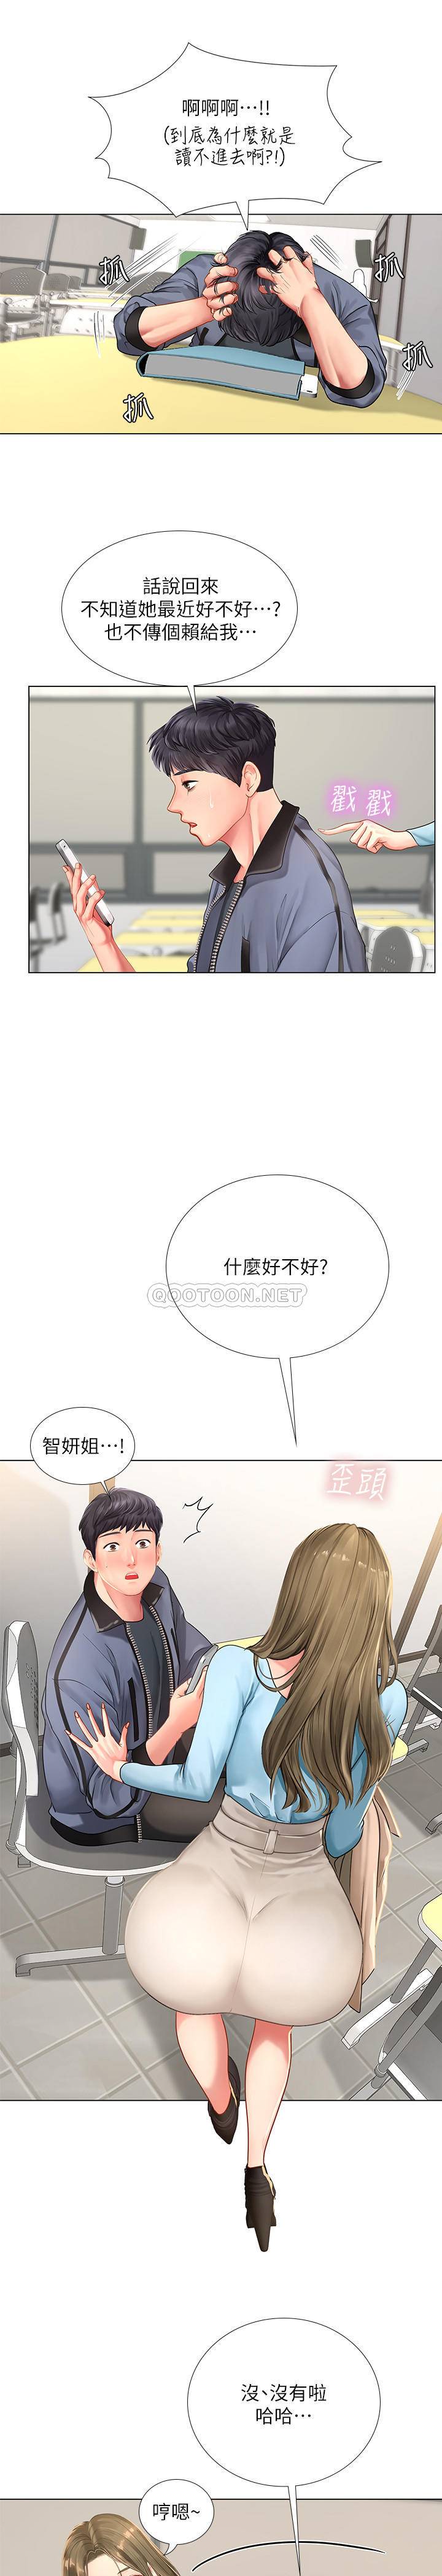 啊啊啊…!!
(到底為什麼就是
讀不進去啊?!)
抓
抓
抓
抓
話說回來
不知道她最近好不好…?
也不傳個賴給我…
戳戳
什麼好不好?
QOOTOON.NET
智妍姐…!
歪頭
沒、沒有啦
哈哈…
哼嗯~